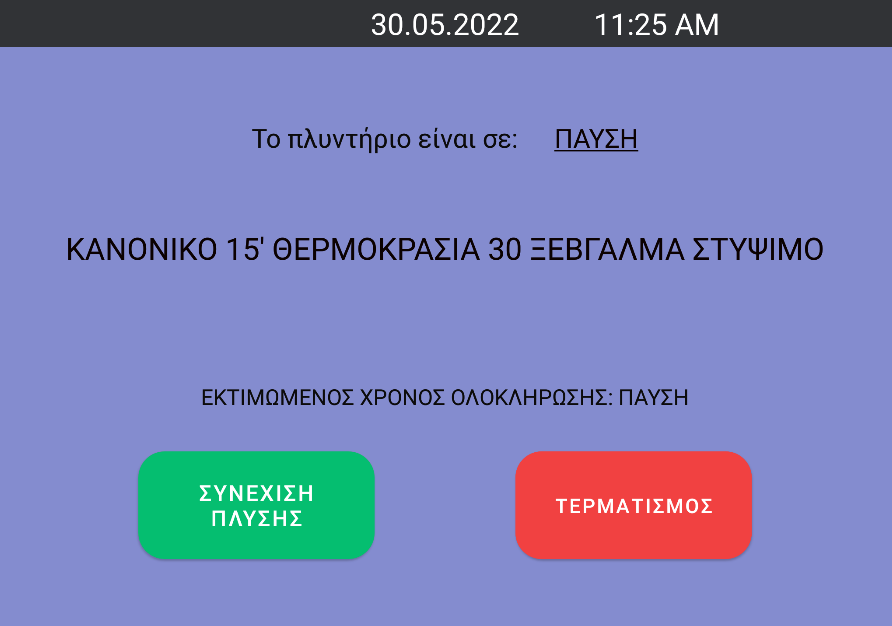 30.05.2022 11:25 AM
Το πλυντήριο είναι σε: ΠΑΥΣΗ
ΚΑΝΟΝΙΚΟ 15' ΘΕΡΜΟΚΡΑΣΙΑ 30 ΞΕΒΓΑΛΜΑ ΣΤΥΨΙΜΟ
ΕΚΤΙΜΩΜΕΝΟΣ ΧΡΟΝΟΣ ΟΛΟΚΛΗΡΩΣΗΣ: ΠΑΥΣΗ
ΣΥΝΕΧΙΣΗ
ΠΛΥΣΗΣ
ΤΕΡΜΑΤΙΣΜΟΣ